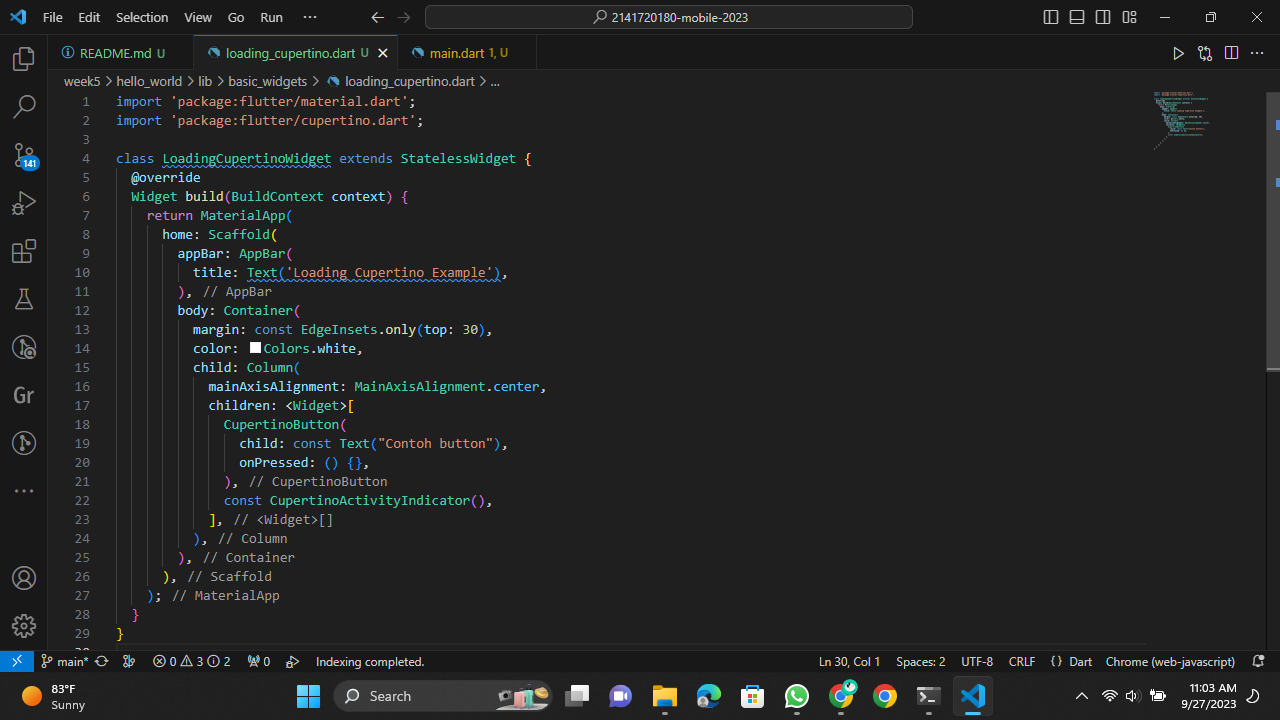 File Edit Selection View Go Run ··· 2141720180-mobile-2023
README.md U loading_cupertino.dart U main.dart 1, U
week5 > hello_world > lib > basic_widgets > loading_cupertino.dart > ...
1 import 'package:flutter/material.dart';
2 import 'package:flutter/cupertino.dart';
3
4 class LoadingCupertinoWidget extends StatelessWidget {
5 @override
6 Widget build(BuildContext context) {
7 return MaterialApp(
8 home: Scaffold(
9 appBar: AppBar(
10 title: Text('Loading Cupertino Example'),
11 ), // AppBar
12 body: Container(
13 margin: const EdgeInsets.only(top: 30),
14 color: Colors.white,
15 child: Column(
16 mainAxisAlignment: MainAxisAlignment.center,
17 children: <Widget>[
18 CupertinoButton(
19 child: const Text("Contoh button"),
20 onPressed: () {},
21 ), // CupertinoButton
22 const CupertinoActivityIndicator(),
23 ], // <Widget>[]
24 ), // Column
25 ), // Container
26 ), // Scaffold
27 ); // MaterialApp
28 }
29 }
141
Gr
main* 0 3 2 0 Indexing completed. Ln 30, Col 1 Spaces: 2 UTF-8 CRLF {} Dart Chrome (web-javascript)
83°F
Sunny
Search
11:03 AM
9/27/2023